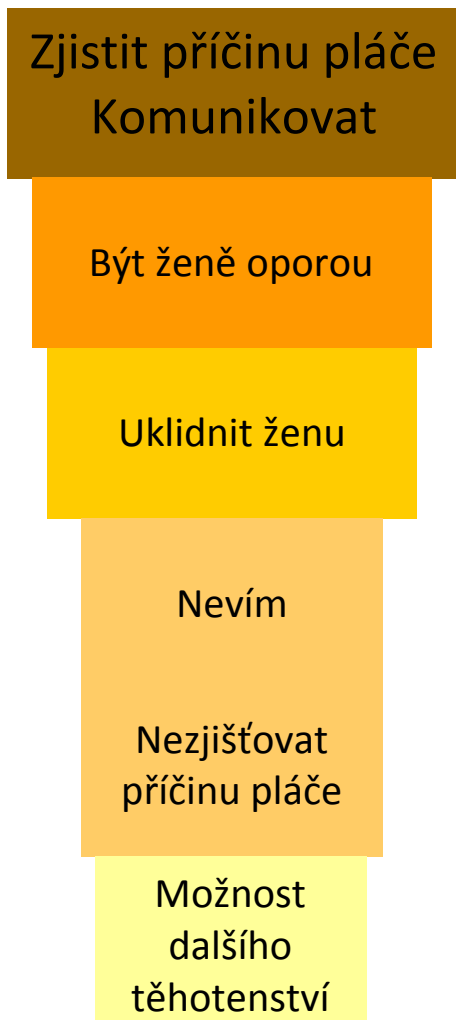 Zjistit příčinu pláče
Komunikovat
Být ženě oporou
Uklidnit ženu
Nevím
Nezjišťovat
příčinu pláče
Možnost
dalšího
těhotenství